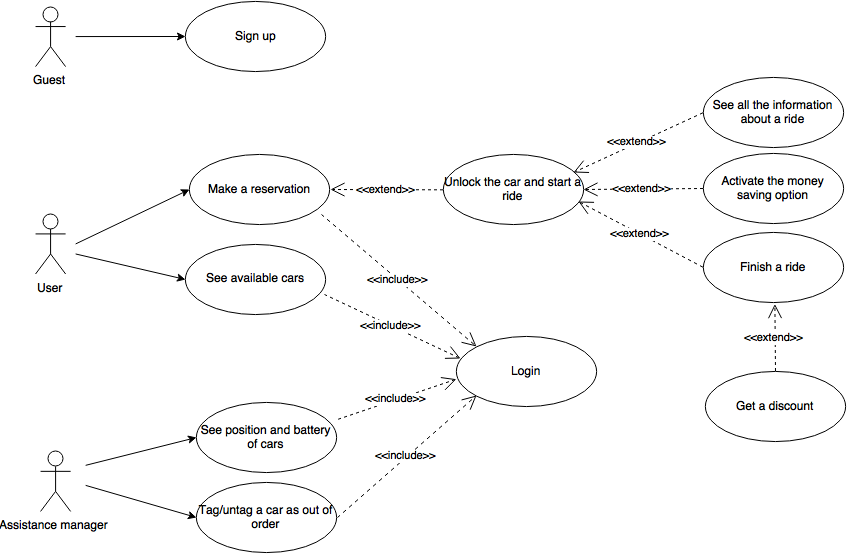 Sign up
Guest
See all the information
about a ride
<<extend>>
Make a reservation
<<extend>>
Unlock the car and start a
ride
<<extend>>
Activate the money
saving option
<<extend>>
User
See available cars
<<include>>
Finish a ride
<<include>>
<<extend>>
Login
<<include>>
Get a discount
See position and battery
of cars
<<include>>
Assistance manager
Tag/untag a car as out of
order